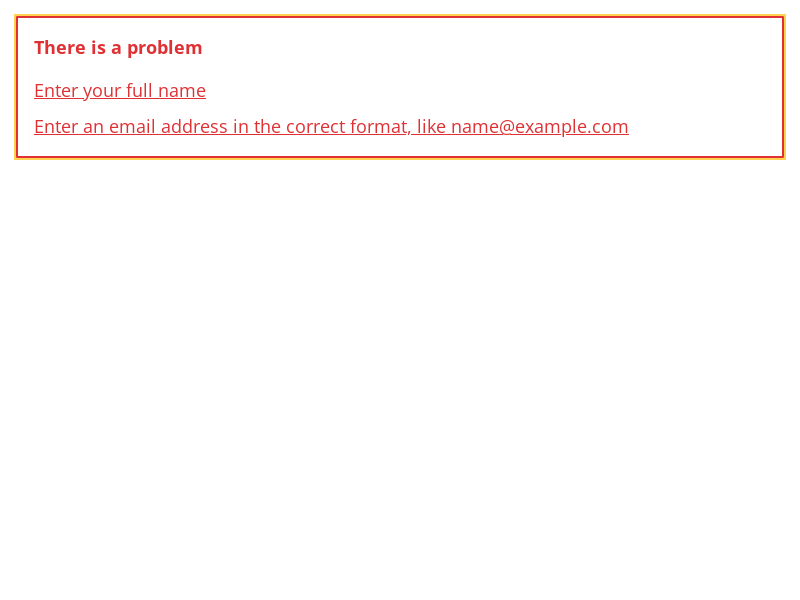 There is a problem
Enter your full name
Enter an email address in the correct format, like name@example.com